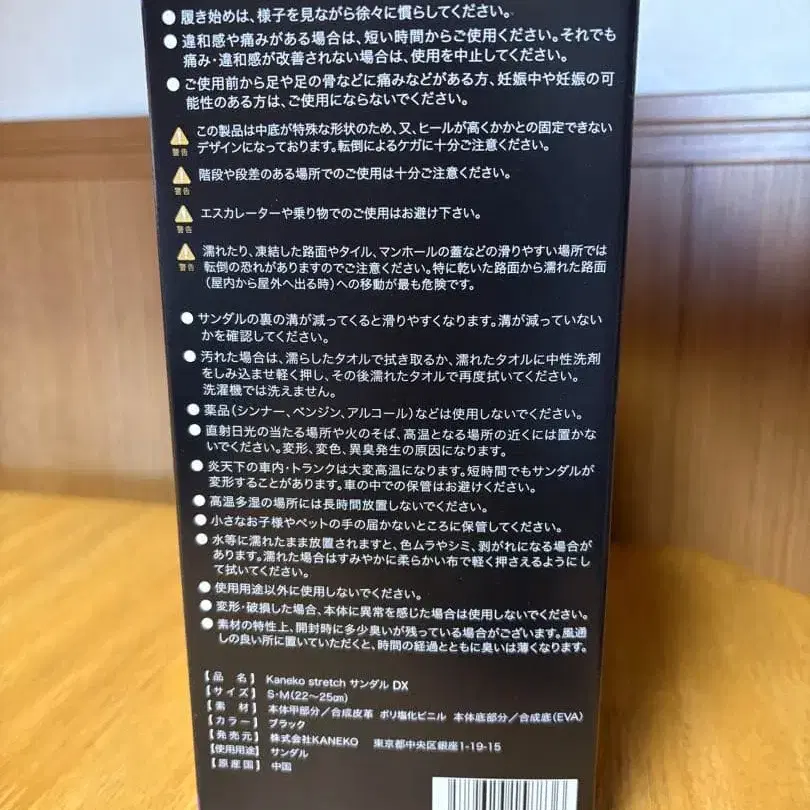 ●履き始めは、様子を見ながら徐々に慣らしてください。
●違和感や痛みがある場合は、短い時間からご使用ください。それでも
痛み・違和感が改善されない場合は、使用を中止してください。
●ご使用前から足や足の骨などに痛みなどがある方、妊娠中や妊娠の可
能性のある方は、ご使用にならないでください。
この製品は中底が特殊な形状のため、又、ヒールが高くかかとの固定できない
警告 デザインになっております。転倒によるケガに十分ご注意ください。
階段や段差のある場所でのご使用は十分ご注意ください。
警告
エスカレーターや乗り物でのご使用はお避け下さい。
警告
濡れたり、凍結した路面やタイル、マンホールの蓋などの滑りやすい場所では
警告 転倒の恐れがありますのでご注意ください。特に乾いた路面から濡れた路面
(屋内から屋外へ出る時)への移動が最も危険です。
●サンダルの裏の溝が減ってくると滑りやすくなります。溝が減っていない
かを確認してください。
●汚れた場合は、濡らしたタオルで拭き取るか、濡れたタオルに中性洗剤
をしみ込ませ軽く押し、その後濡れたタオルで再度拭いてください。
洗濯機では洗えません。
●薬品(シンナー、ベンジン、アルコール)などは使用しないでください。
●直射日光の当たる場所や火のそば、高温となる場所の近くには置かな
いでください。変形、変色、異臭発生の原因になります。
●炎天下の車内・トランクは大変高温になります。短時間でもサンダルが
変形することがあります。車の中での保管はお避けください。
●高温多湿の場所には長時間放置しないでください。
●小さなお子様やペットの手の届かないところに保管してください。
●水等に濡れたまま放置されますと、色ムラやシミ、剥がれになる場合が
あります。濡れた場合はすみやかに柔らかい布で軽く押さえるようにし
て拭いてください。
●使用用途以外に使用しないでください。
●変形・破損した場合、本体に異常を感じた場合は使用しないでください。
●素材の特性上、開封時に多少臭いが残っている場合がございます。風通
しの良い所に置いていただくと、時間の経過とともに臭いは薄くなります。
【品 名】 Kaneko stretch サンダル DX
【サイズ】 S・M(22〜25㎝)
【素 材】 本体甲部分/合成皮革 ポリ塩化ビニル 本体底部分/合成底(EVA)
【カラー】 ブラック
【発売元】 株式会社KANEKO 東京都中央区銀座1-19-15
【使用用途】 サンダル
【原産国】 中国